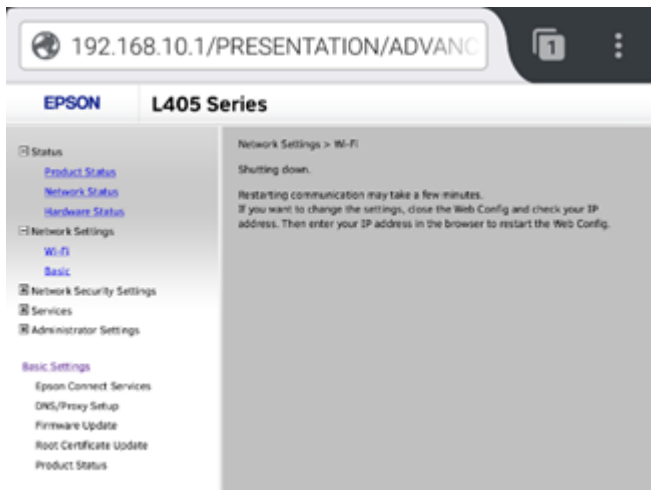 192.168.10.1/PRESENTATION/ADVANC
1
EPSON
L405 Series
Status
Product Status
Network Status
Hardware Status
Network Settings
Wi-Fi
Basic
Network Security Settings
Services
Administrator Settings
Basic Settings
Epson Connect Services
DNS/Proxy Setup
Firmware Update
Root Certificate Update
Product Status
Network Settings > Wi-Fi
Shutting down.
Restarting communication may take a few minutes.
If you want to change the settings, close the Web Config and check your IP
address. Then enter your IP address in the browser to restart the Web Config.